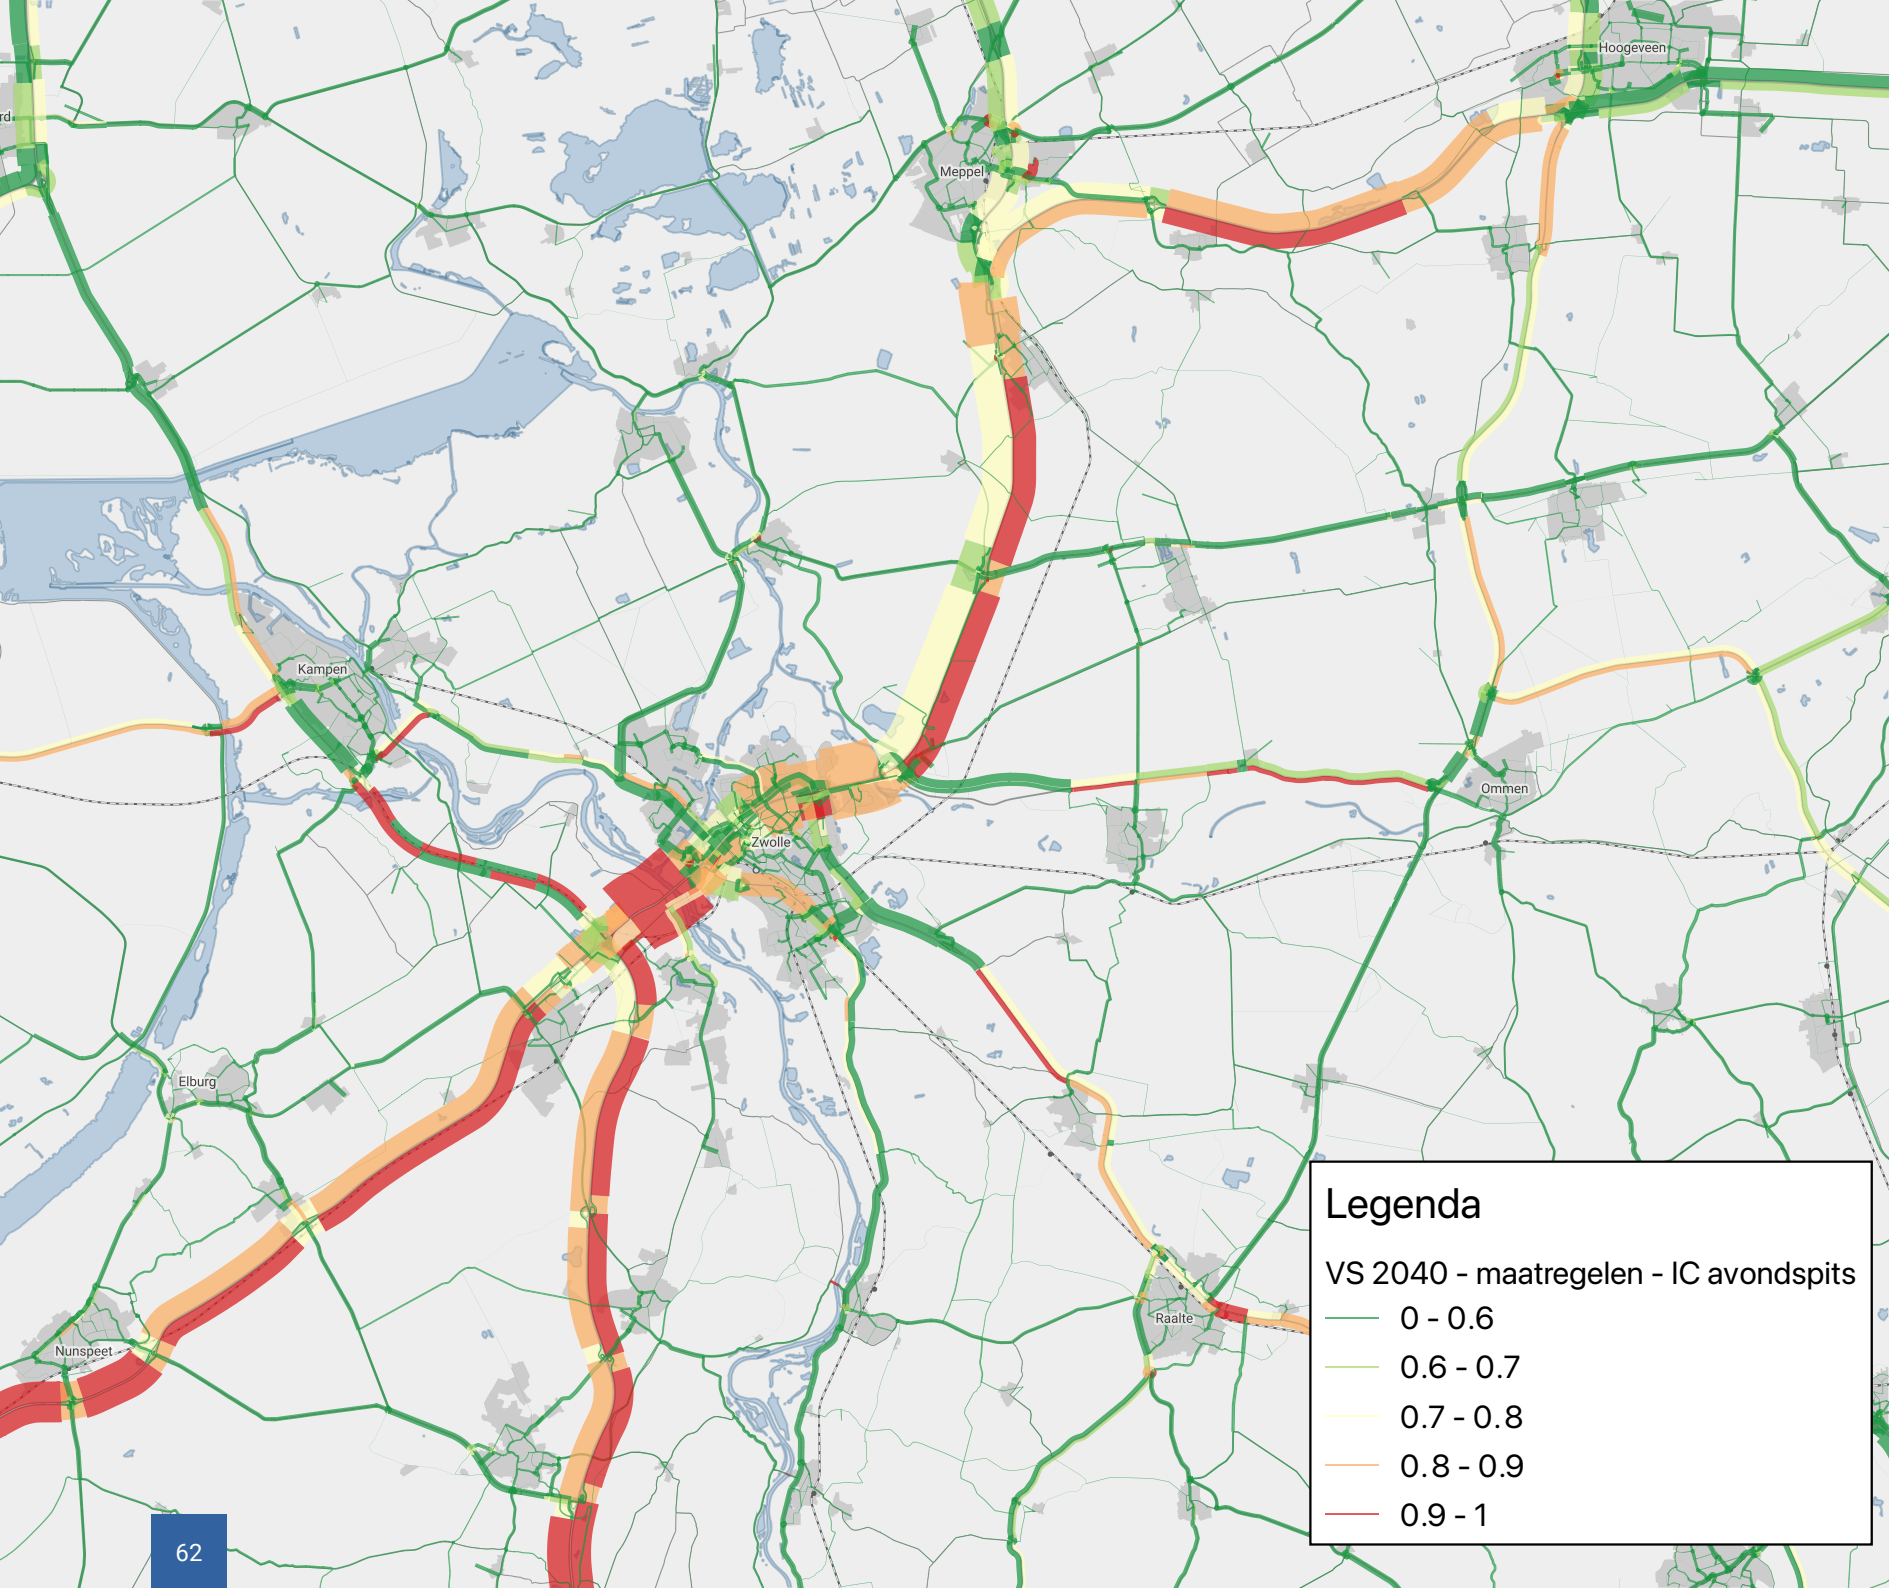 Hoogeveen
rd
Meppel
Kampen
Ommen
Zwolle
Elburg
Raalte
Nunspeet
Legenda
VS 2040 - maatregelen - IC avondspits
0 - 0.6
0.6 - 0.7
0.7 - 0.8
0.8 - 0.9
0.9 - 1
62